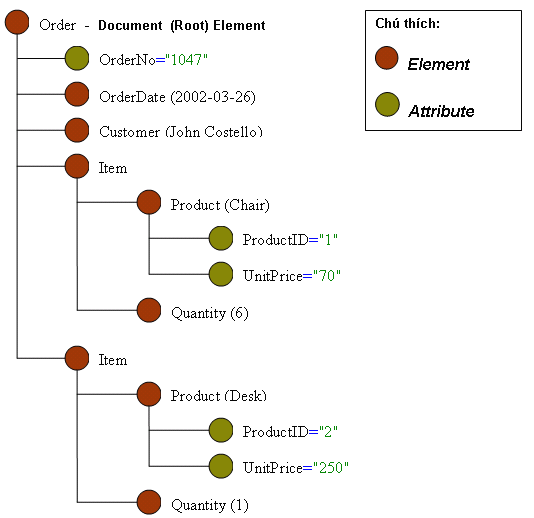 Order - Document (Root) Element
OrderNo="1047"
OrderDate (2002-03-26)
Customer (John Costello)
Item
Product (Chair)
ProductID="1"
UnitPrice="70"
Quantity (6)
Item
Product (Desk)
ProductID="2"
UnitPrice="250"
Quantity (1)
Chú thích:
Element
Attribute